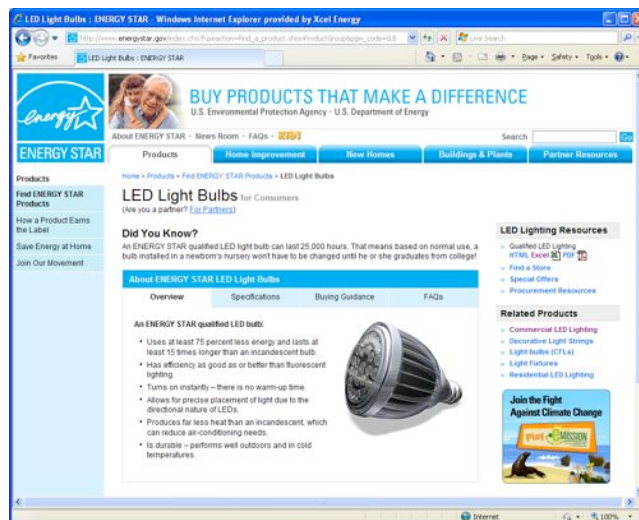 LED Light Bulbs : ENERGY STAR - Windows Internet Explorer provided by Xcel Energy
Live Search
Favorites
LED Light Bulbs : ENERGY STAR
Page
Safety
Tools
energy
ENERGY STAR
BUY PRODUCTS THAT MAKE A DIFFERENCE
U.S. Environmental Protection Agency · U.S. Department of Energy
About ENERGY STAR · News Room · FAQs · KIDS
Search
Go
Products
Home Improvement
New Homes
Buildings & Plants
Partner Resources
Products
Find ENERGY STAR
Products
How a Product Earns
the Label
Save Energy at Home
Join Our Movement
Home > Products > Find ENERGY STAR Products > LED Light Bulbs
LED Light Bulbs for Consumers
(Are you a partner? For Partners)
Did You Know?
An ENERGY STAR qualified LED light bulb can last 25,000 hours. That means based on normal use, a
bulb installed in a newborn's nursery won't have to be changed until he or she graduates from college!
About ENERGY STAR LED Light Bulbs
Overview
Specifications
Buying Guidance
FAQs
An ENERGY STAR qualified LED bulb:
• Uses at least 75 percent less energy and lasts at
least 15 times longer than an incandescent bulb.
• Has efficiency as good as or better than fluorescent
lighting.
• Turns on instantly – there is no warm-up time.
• Allows for precise placement of light due to the
directional nature of LEDs.
• Produces far less heat than an incandescent, which
can reduce air-conditioning needs.
• Is durable – performs well outdoors and in cold
temperatures.
LED Lighting Resources
» Qualified LED Lighting
HTML Excel PDF
» Find a Store
» Special Offers
» Procurement Resources
Related Products
» Commercial LED Lighting
» Decorative Light Strings
» Light bulbs (CFLs)
» Light Fixtures
» Residential LED Lighting
Join the Fight
Against Climate Change
PLAY EMISSION
Internet
100%